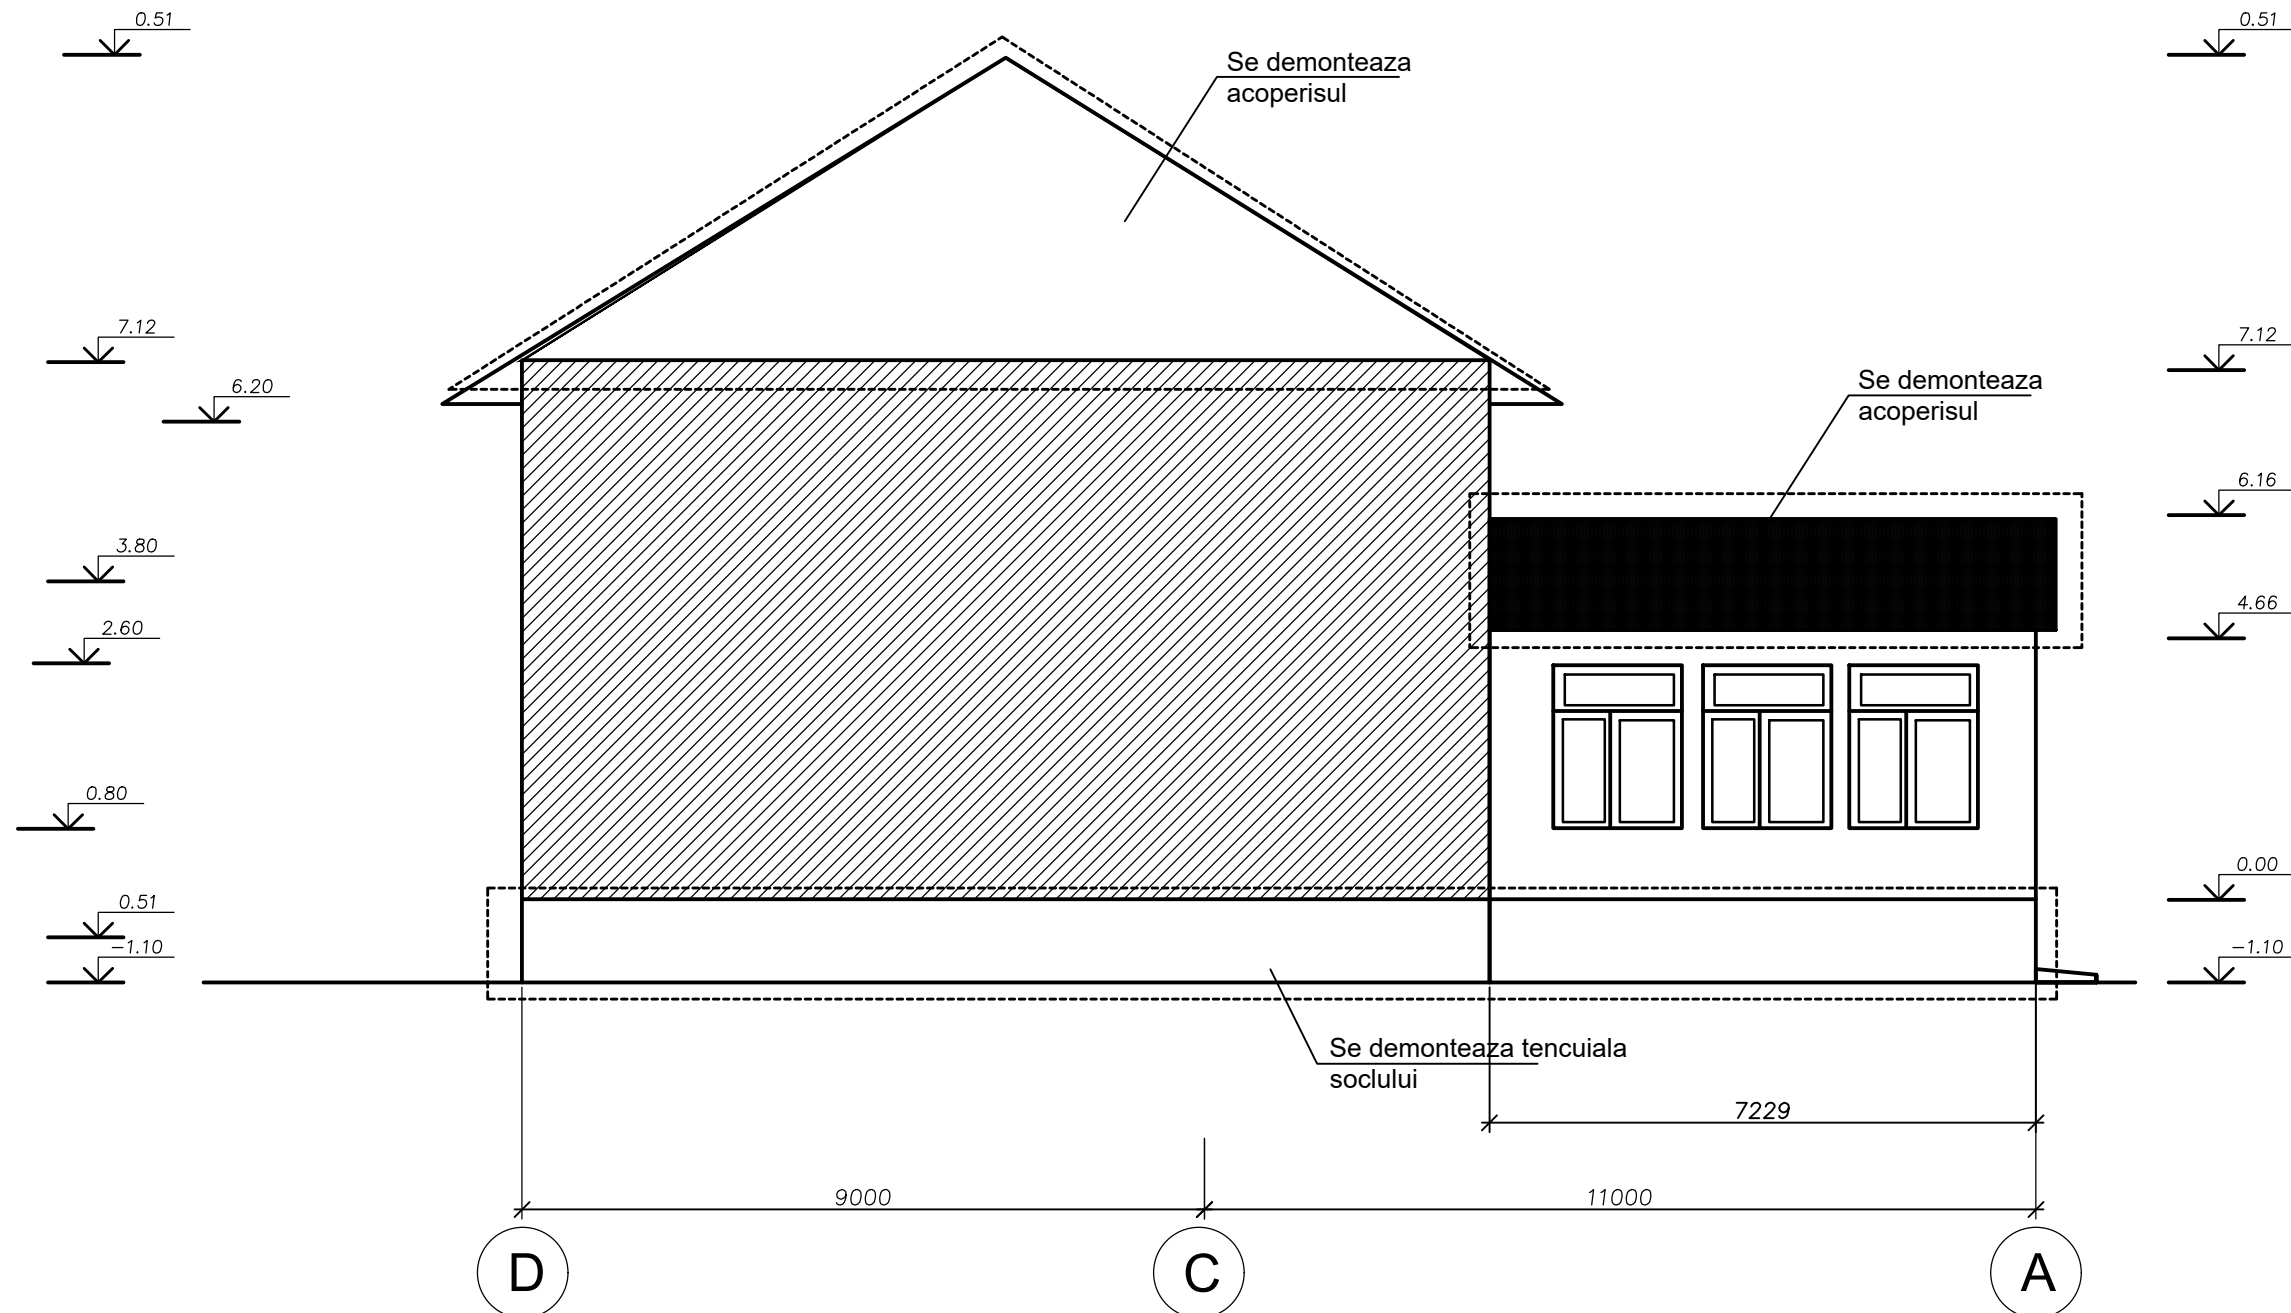 0.51
0.51
Se demonteaza
acoperisul
7.12
7.12
6.20
Se demonteaza
acoperisul
6.16
3.80
4.66
2.60
0.80
0.00
0.51
-1.10
-1.10
Se demonteaza tencuiala
soclului
7229
9000
11000
D
C
A